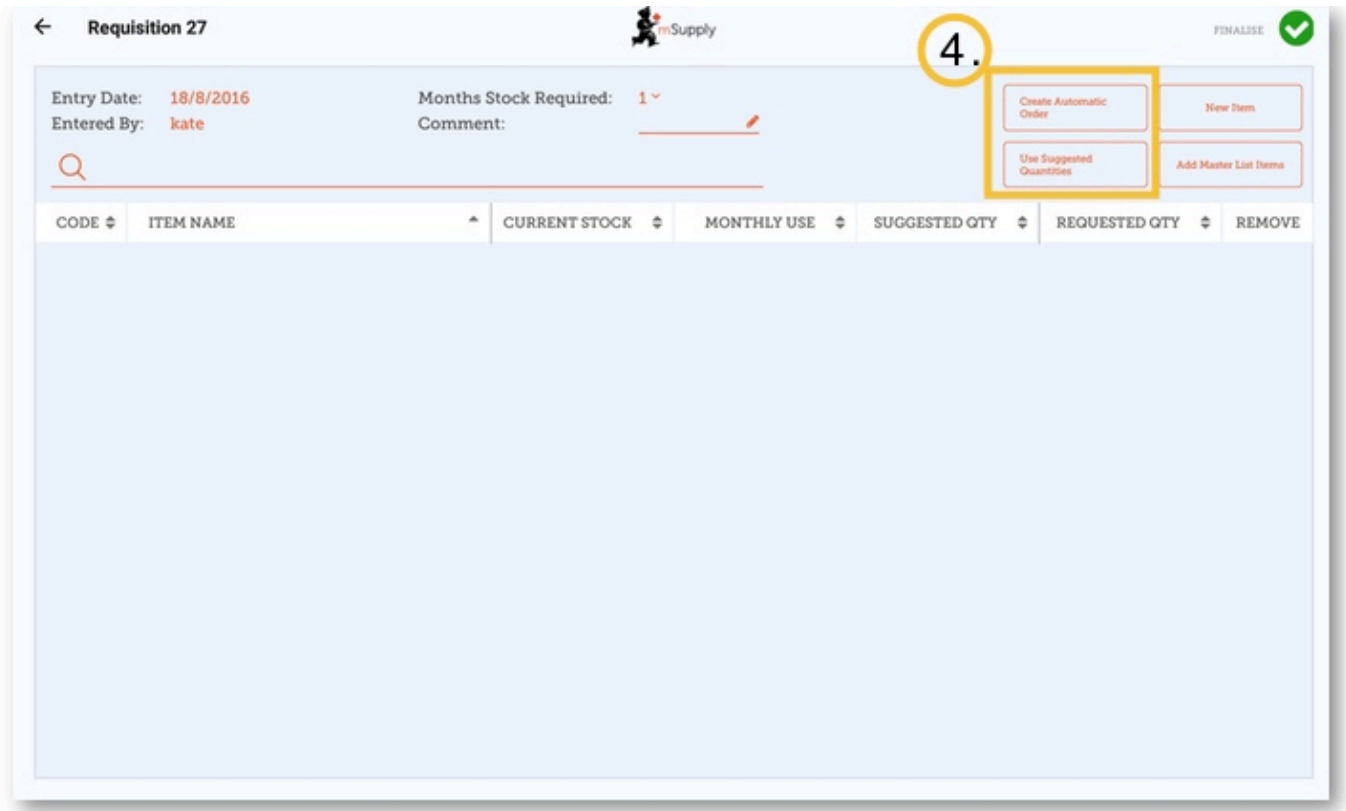 Requisition 27
mSupply
FINALISE
4.
Entry Date: 18/8/2016
Months Stock Required: 1
Entered By: kate
Comment:
Create Automatic
Order
New Item
Use Suggested
Quantities
Add Master List Items
CODE ITEM NAME CURRENT STOCK MONTHLY USE SUGGESTED QTY REQUESTED QTY REMOVE